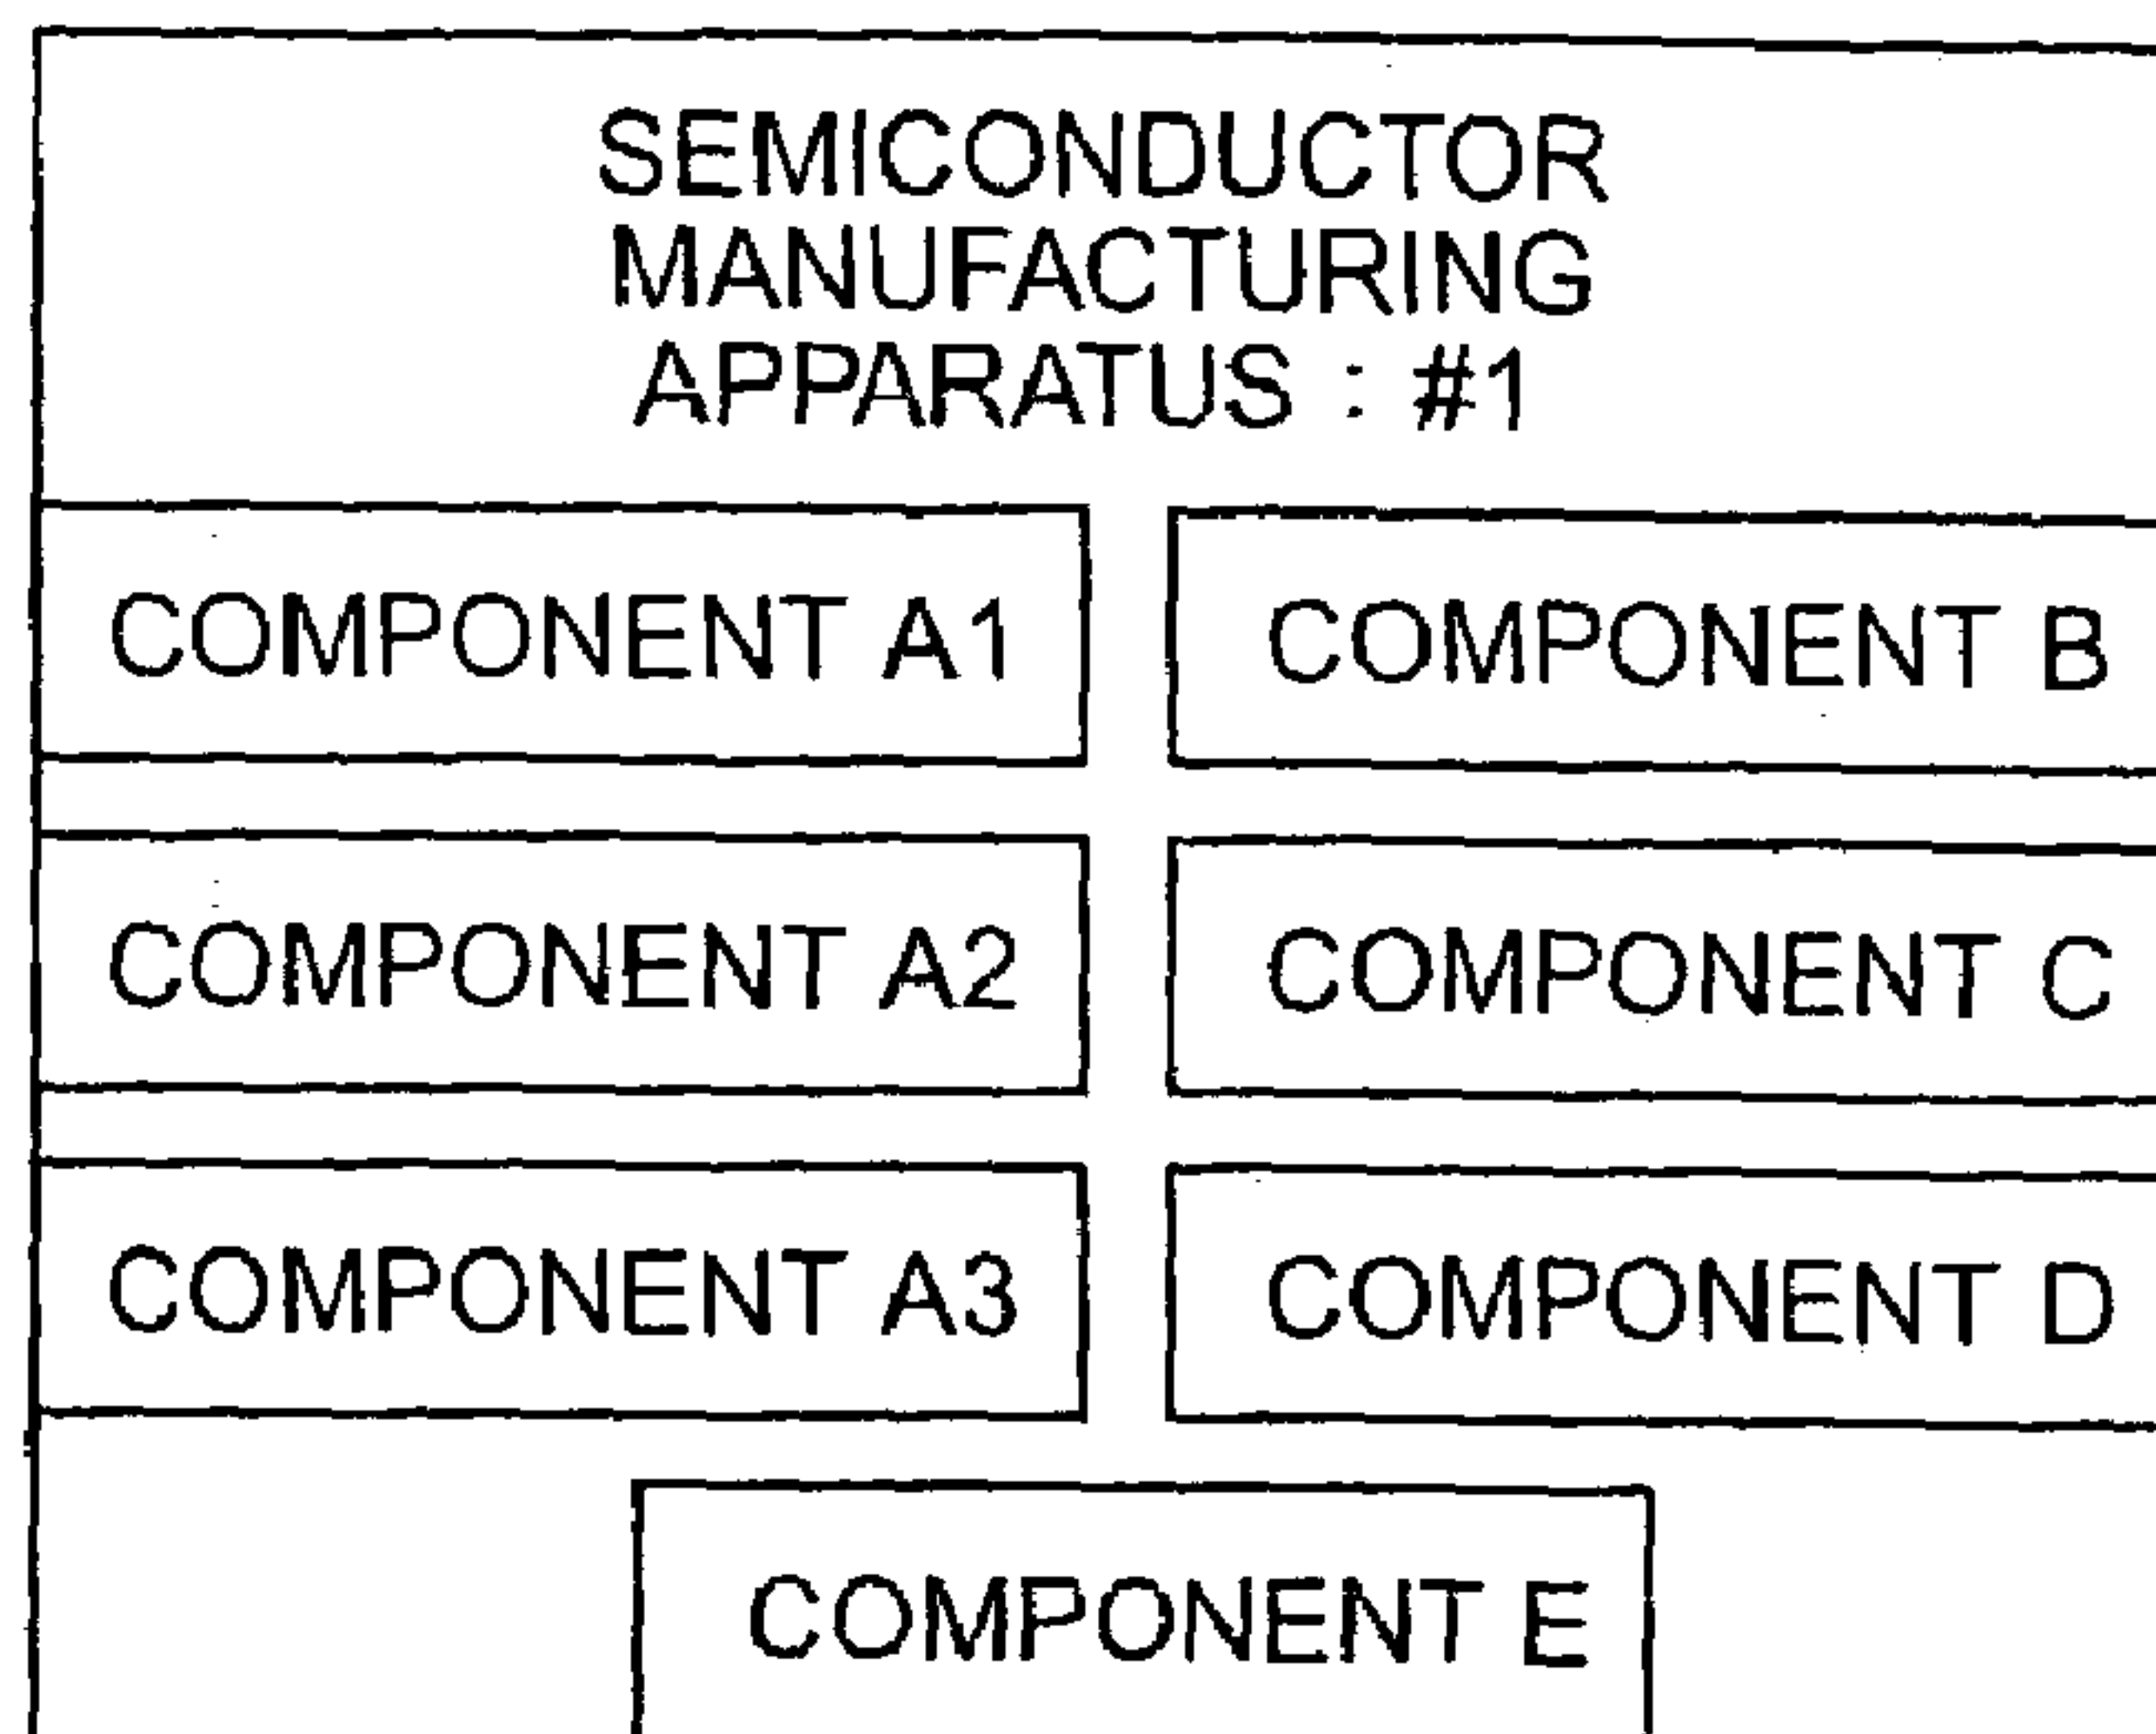 SEMICONDUCTOR
MANUFACTURING
APPARATUS : #1
COMPONENT A1
COMPONENT B
COMPONENT A2
COMPONENT C
COMPONENT A3
COMPONENT D
COMPONENT E